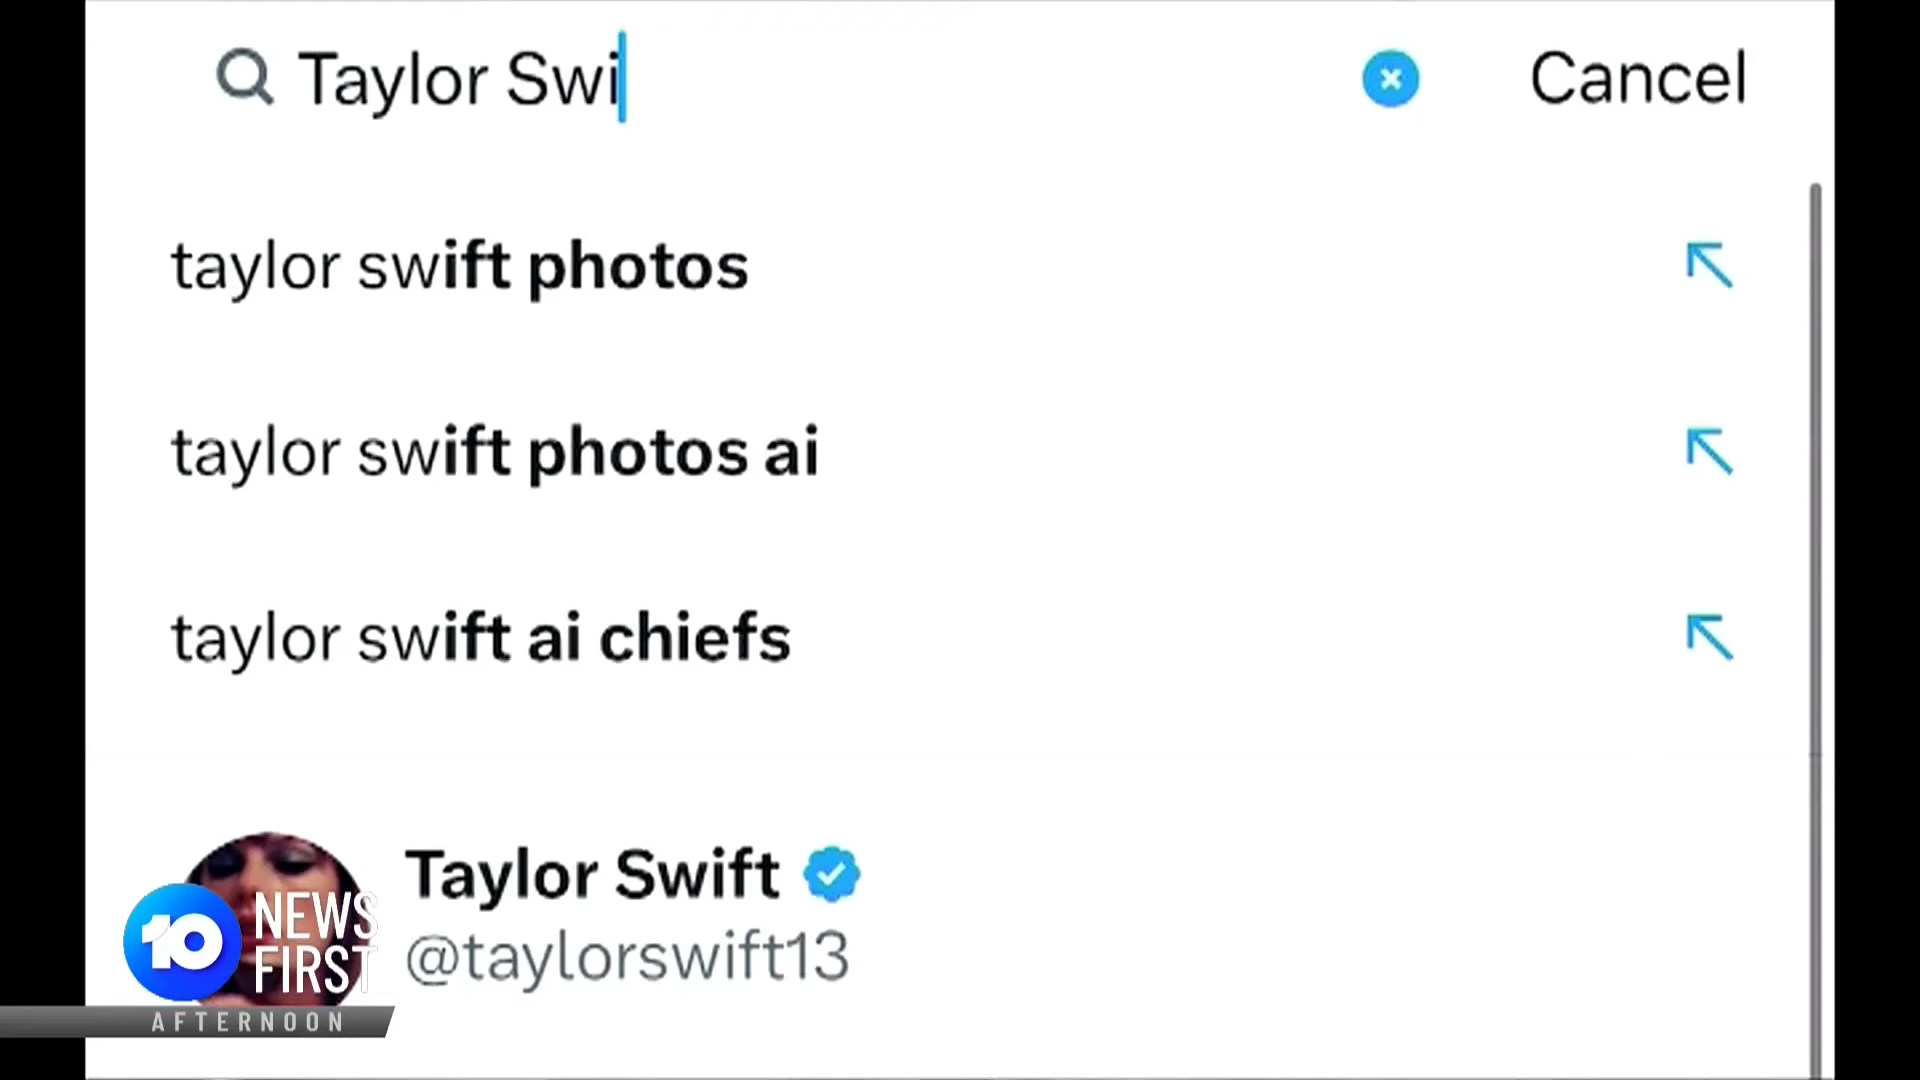 Taylor Swi
Cancel
taylor swift photos
taylor swift photos ai
taylor swift ai chiefs
Taylor Swift
@taylorswift13
10 NEWS
FIRST
AFTERNOON